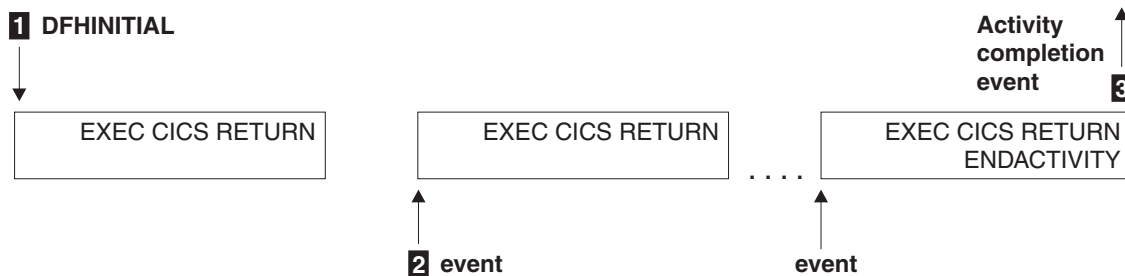 1 DFHINITIAL
Activity
completion
event
3
EXEC CICS RETURN
EXEC CICS RETURN
EXEC CICS RETURN
ENDACTIVITY
. . . .
2 event
event